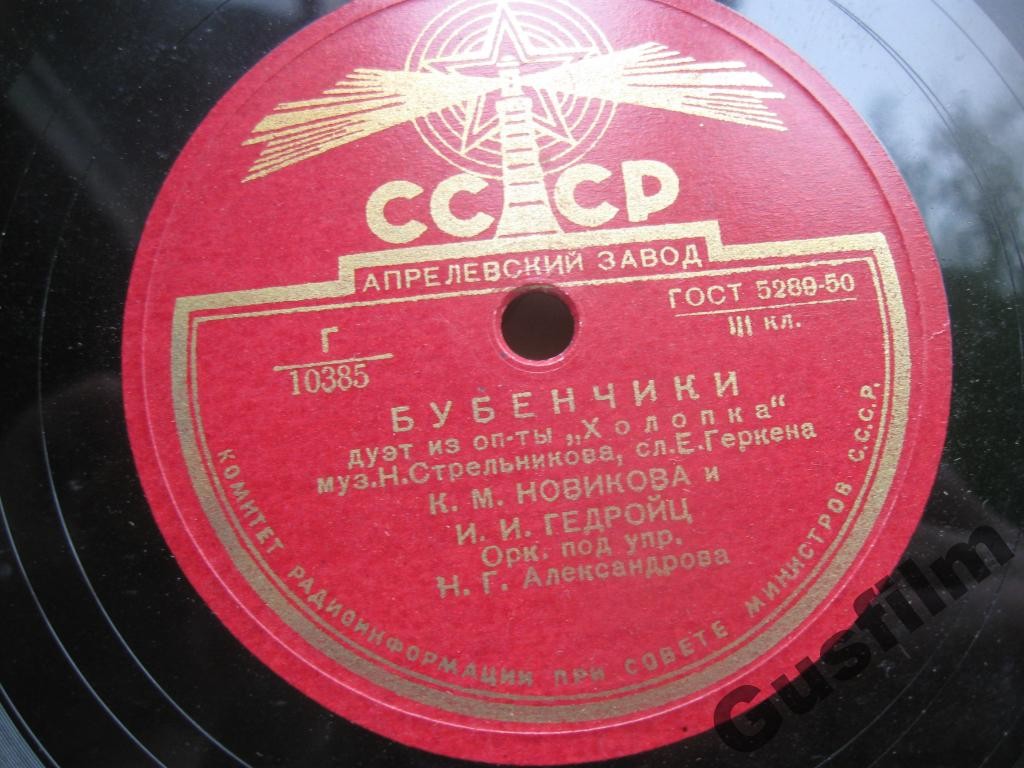 СССР
АПРЕЛЕВСКИЙ ЗАВОД
ГОСТ 5289-50
III кл.
Г
10385
БУБЕНЧИКИ
дуэт из оп-ты „Холопка“
муз.Н.Стрельникова, сл.Е.Геркена
К. М. НОВИКОВА и
И. И. ГЕДРОЙЦ
Орк. под упр.
Н. Г. Александрова
КОМИТЕТ РАДИОИНФОРМАЦИИ ПРИ СОВЕТЕ МИНИСТРОВ С.С.С.Р.
Gusfilm